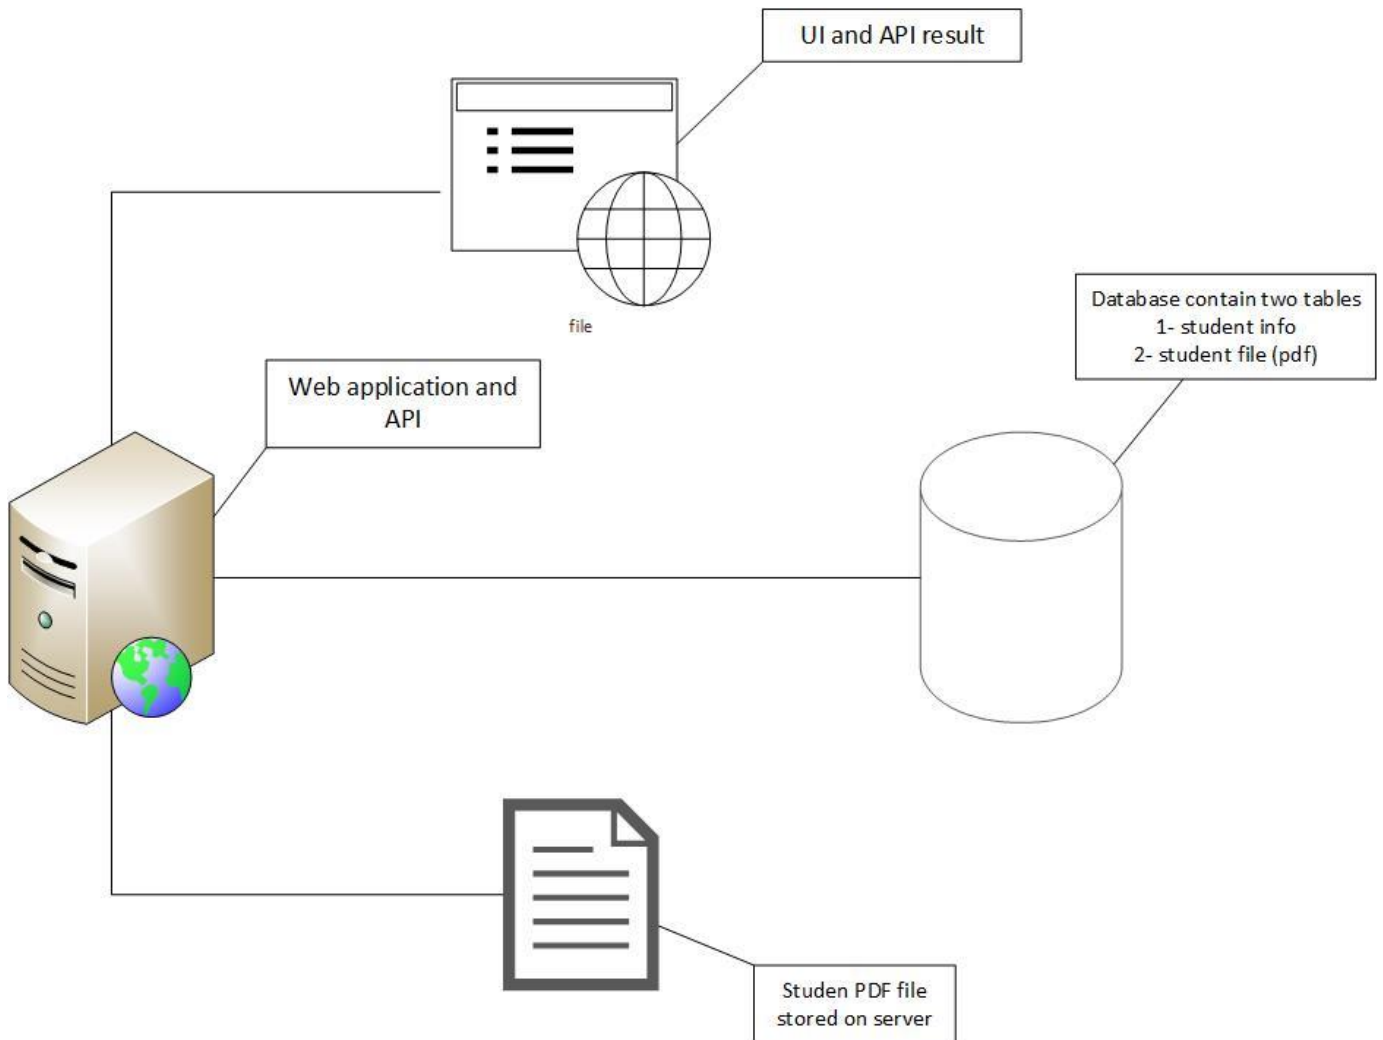 UI and API result
file
Database contain two tables
1- student info
2- student file (pdf)
Web application and
API
Studen PDF file
stored on server